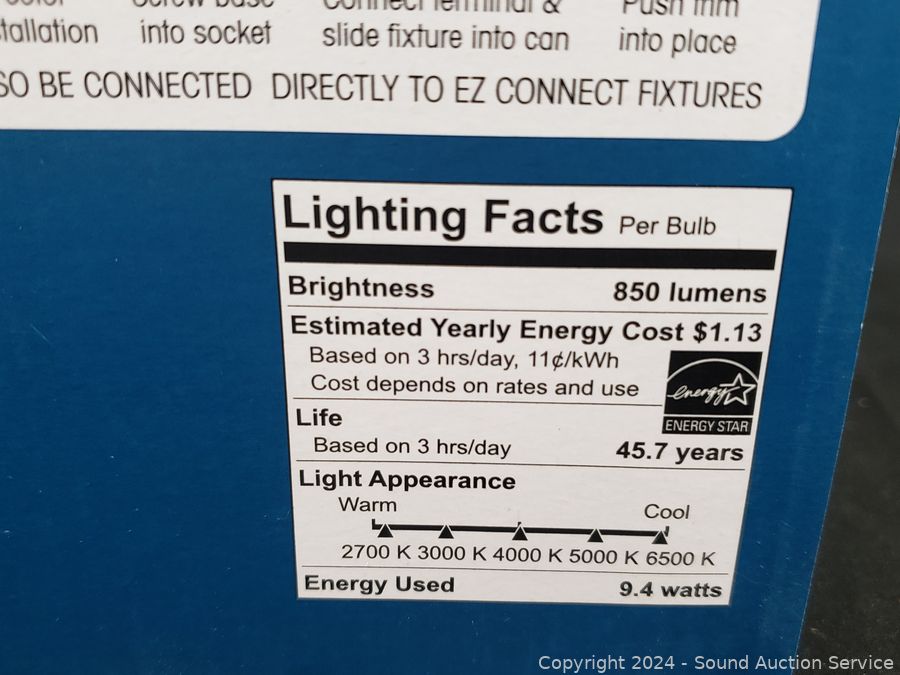 into socket
slide fixture into can
into place
BE CONNECTED DIRECTLY TO EZ CONNECT FIXTURES
Lighting Facts Per Bulb
Brightness 850 lumens
Estimated Yearly Energy Cost $1.13
Based on 3 hrs/day, 11¢/kWh
Cost depends on rates and use
energy
ENERGY STAR
Life
Based on 3 hrs/day 45.7 years
Light Appearance
Warm Cool
2700 K 3000 K 4000 K 5000 K 6500 K
Energy Used 9.4 watts
Copyright © 2024 - Sound Auction Service